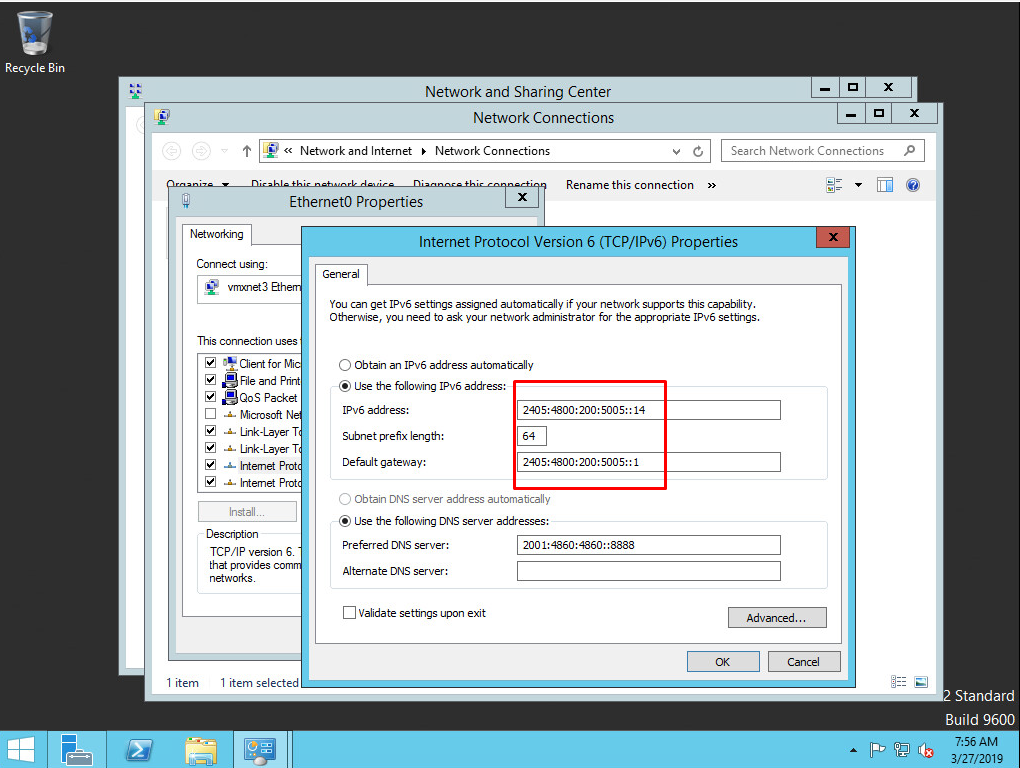 Recycle Bin
Network and Sharing Center
Network Connections
« Network and Internet Network Connections
Search Network Connections
Organize Disable this network device Diagnose this connection Rename this connection »
Ethernet0 Properties
Networking
Connect using:
vmxnet3 Ethern
This connection uses
Client for Mic
File and Print
QoS Packet
Microsoft Net
Link-Layer To
Link-Layer To
Internet Proto
Internet Proto
Install...
Description
TCP/IP version 6. T
that provides comm
networks.
1 item 1 item selected
Internet Protocol Version 6 (TCP/IPv6) Properties
General
You can get IPv6 settings assigned automatically if your network supports this capability.
Otherwise, you need to ask your network administrator for the appropriate IPv6 settings.
Obtain an IPv6 address automatically
Use the following IPv6 address:
IPv6 address: 2405:4800:200:5005::14
Subnet prefix length: 64
Default gateway: 2405:4800:200:5005::1
Obtain DNS server address automatically
Use the following DNS server addresses:
Preferred DNS server: 2001:4860:4860::8888
Alternate DNS server:
Validate settings upon exit
Advanced...
OK Cancel
2 Standard
Build 9600
7:56 AM
3/27/2019